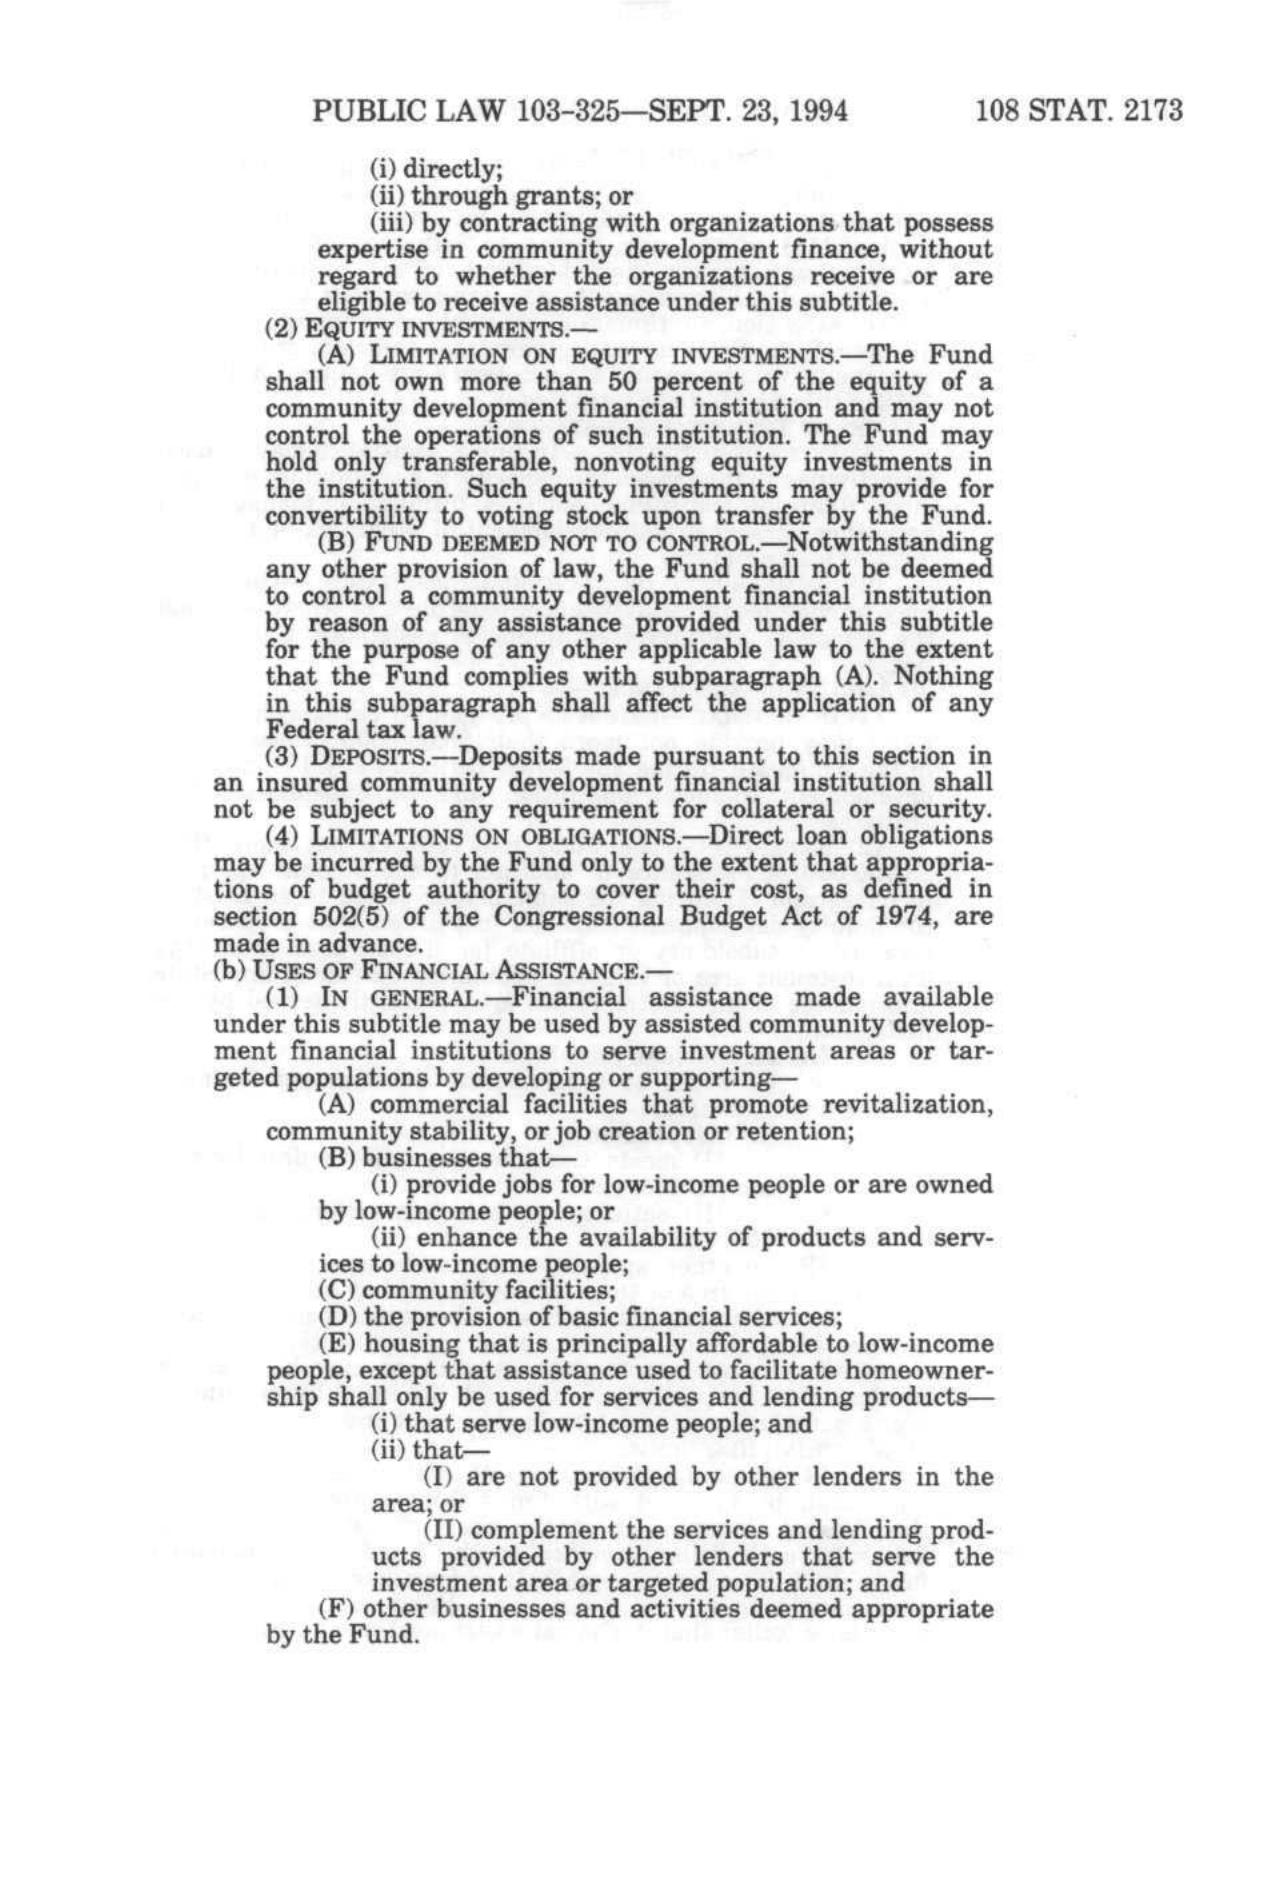 PUBLIC LAW 103–325—SEPT. 23, 1994 108 STAT. 2173
(i) directly;
(ii) through grants; or
(iii) by contracting with organizations that possess
expertise in community development finance, without
regard to whether the organizations receive or are
eligible to receive assistance under this subtitle.
(2) EQUITY INVESTMENTS.—
(A) LIMITATION ON EQUITY INVESTMENTS.—The Fund
shall not own more than 50 percent of the equity of a
community development financial institution and may not
control the operations of such institution. The Fund may
hold only transferable, nonvoting equity investments in
the institution. Such equity investments may provide for
convertibility to voting stock upon transfer by the Fund.
(B) FUND DEEMED NOT TO CONTROL.—Notwithstanding
any other provision of law, the Fund shall not be deemed
to control a community development financial institution
by reason of any assistance provided under this subtitle
for the purpose of any other applicable law to the extent
that the Fund complies with subparagraph (A). Nothing
in this subparagraph shall affect the application of any
Federal tax law.
(3) DEPOSITS.—Deposits made pursuant to this section in
an insured community development financial institution shall
not be subject to any requirement for collateral or security.
(4) LIMITATIONS ON OBLIGATIONS.—Direct loan obligations
may be incurred by the Fund only to the extent that appropria-
tions of budget authority to cover their cost, as defined in
section 502(5) of the Congressional Budget Act of 1974, are
made in advance.
(b) USES OF FINANCIAL ASSISTANCE.—
(1) IN GENERAL.—Financial assistance made available
under this subtitle may be used by assisted community develop-
ment financial institutions to serve investment areas or tar-
geted populations by developing or supporting—
(A) commercial facilities that promote revitalization,
community stability, or job creation or retention;
(B) businesses that—
(i) provide jobs for low-income people or are owned
by low-income people; or
(ii) enhance the availability of products and serv-
ices to low-income people;
(C) community facilities;
(D) the provision of basic financial services;
(E) housing that is principally affordable to low-income
people, except that assistance used to facilitate homeowner-
ship shall only be used for services and lending products—
(i) that serve low-income people; and
(ii) that—
(I) are not provided by other lenders in the
area; or
(II) complement the services and lending prod-
ucts provided by other lenders that serve the
investment area or targeted population; and
(F) other businesses and activities deemed appropriate
by the Fund.